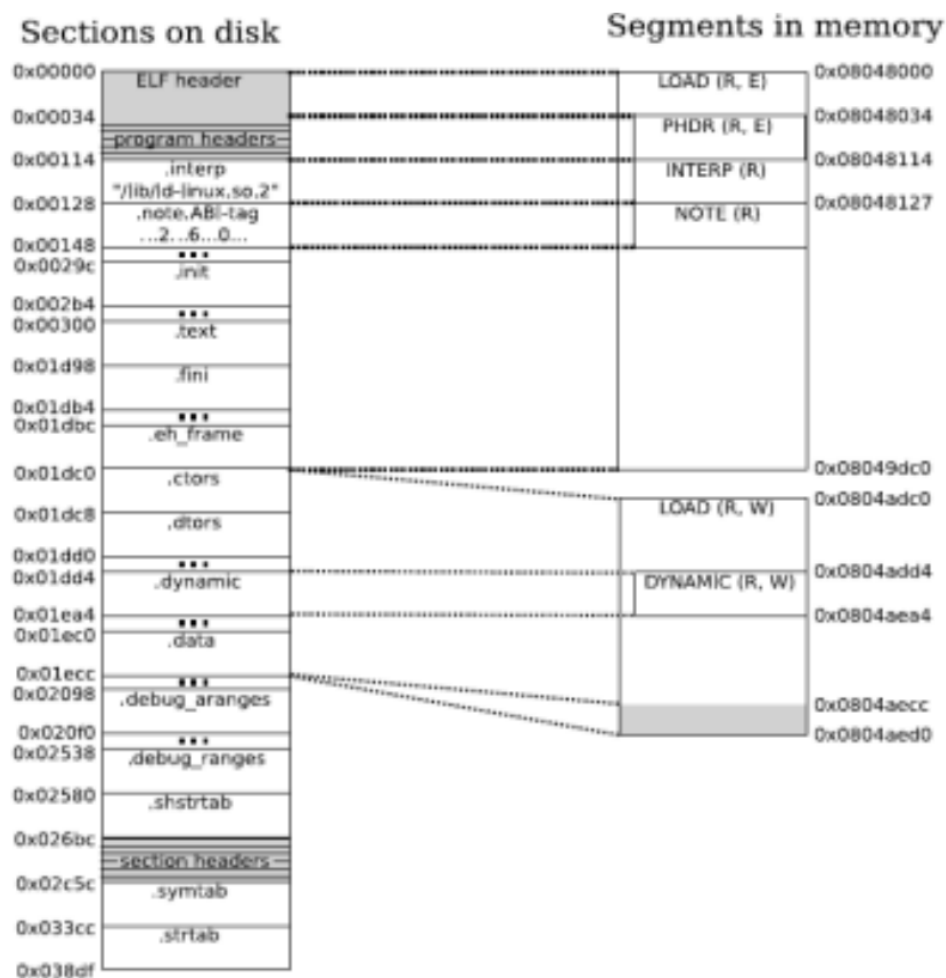 Sections on disk
Segments in memory
0x00000
ELF header
LOAD (R, E)
0x08048000
0x00034
program headers
PHDR (R, E)
0x08048034
0x00114
.interp
"/lib/ld-linux.so.2"
INTERP (R)
0x08048114
0x00128
.note.ABI-tag
...2...6...0...
NOTE (R)
0x08048127
0x00148
0x0029c
.init
0x002b4
0x00300
.text
0x01d98
.fini
0x01db4
0x01dbc
.eh_frame
0x01dc0
.ctors
0x08049dc0
0x0804adc0
LOAD (R, W)
0x01dc8
.dtors
0x01dd0
0x01dd4
.dynamic
DYNAMIC (R, W)
0x0804add4
0x01ea4
0x0804aea4
0x01ec0
.data
0x01ecc
0x02098
.debug_aranges
0x0804aecc
0x020f0
0x0804aed0
0x02538
.debug_ranges
0x02580
.shstrtab
0x026bc
section headers
0x02c5c
.symtab
0x033cc
.strtab
0x038df